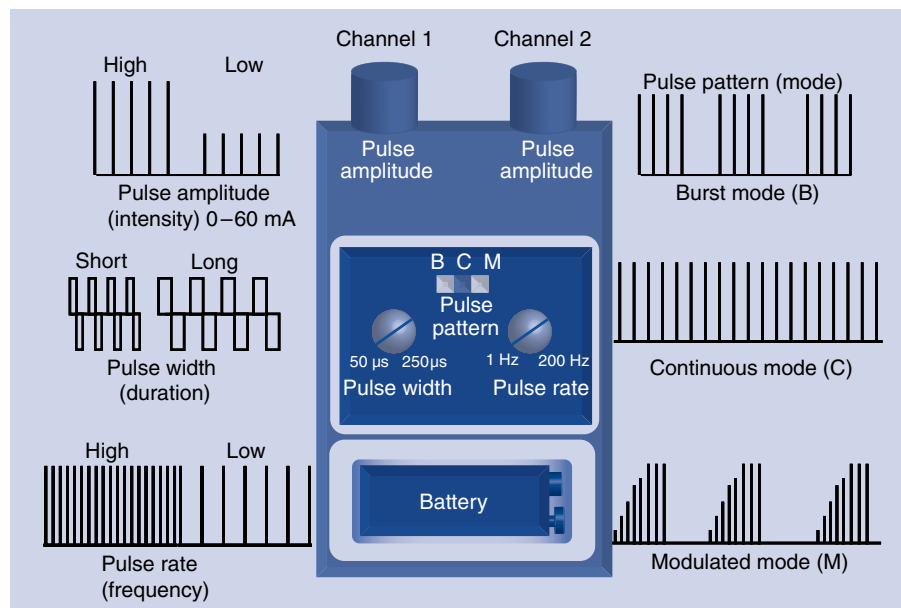 Channel 1
Channel 2
High
Low
Pulse amplitude
(intensity) 0–60 mA
Short
Long
Pulse width
(duration)
High
Low
Pulse rate
(frequency)
Pulse
amplitude
Pulse
amplitude
B C M
Pulse
pattern
50 µs
250µs
Pulse width
1 Hz
200 Hz
Pulse rate
Battery
Pulse pattern (mode)
Burst mode (B)
Continuous mode (C)
Modulated mode (M)